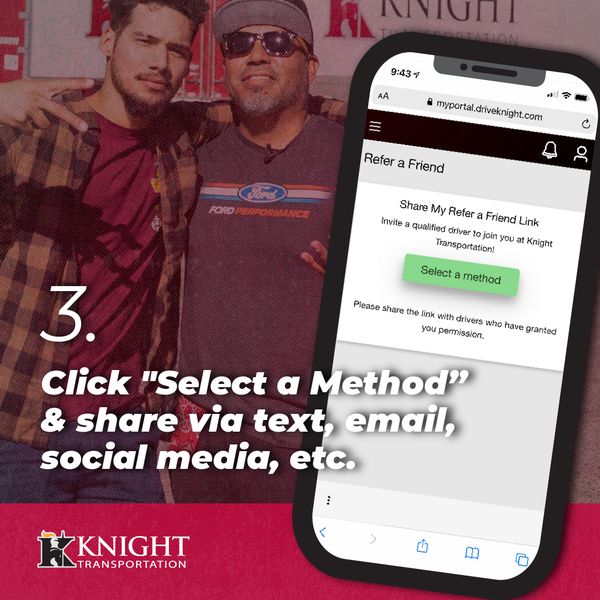 KNIGHT
TRANSPORTATION
9:43
AA
myportal.driveknight.com
Refer a Friend
Share My Refer a Friend Link
Invite a qualified driver to join you at Knight
Transportation!
Select a method
Please share the link with drivers who have granted
you permission.
Ford
FORD PERFORMANCE
3.
Click "Select a Method”
& share via text, email,
social media, etc.
KNIGHT
TRANSPORTATION